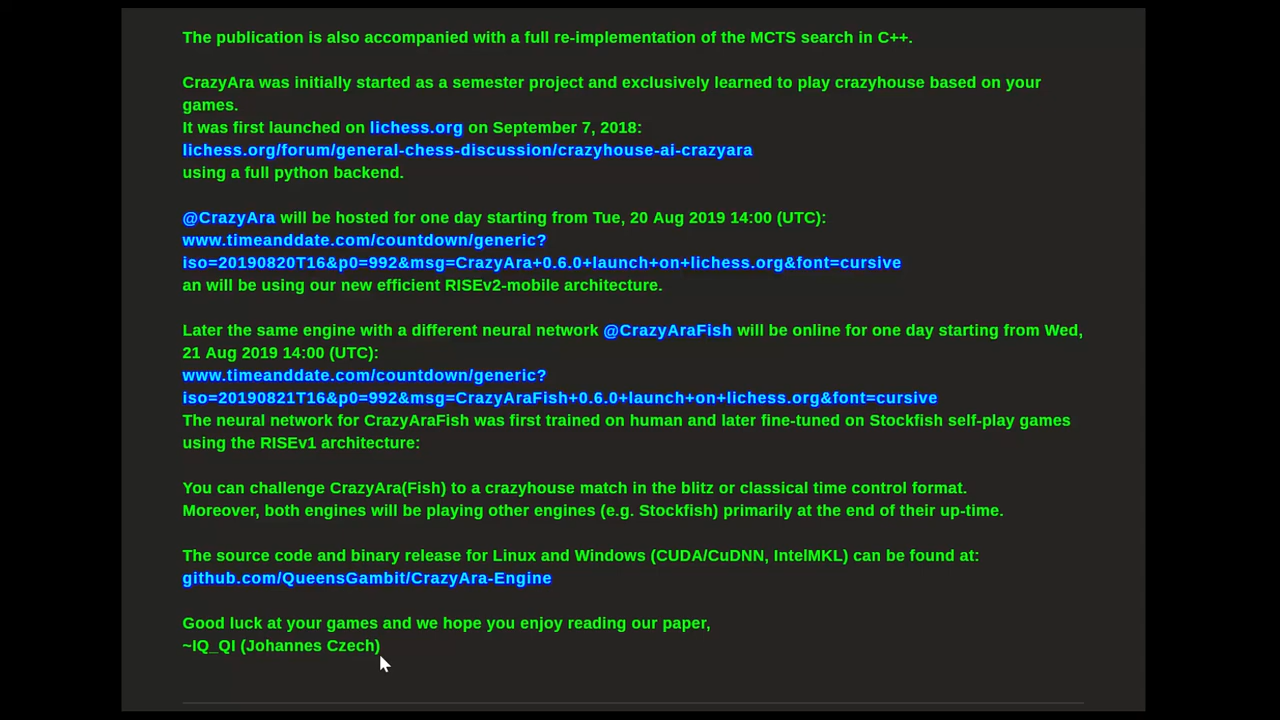 The publication is also accompanied with a full re-implementation of the MCTS search in C++.
CrazyAra was initially started as a semester project and exclusively learned to play crazyhouse based on your
games.
It was first launched on lichess.org on September 7, 2018:
lichess.org/forum/general-chess-discussion/crazyhouse-ai-crazyara
using a full python backend.
@CrazyAra will be hosted for one day starting from Tue, 20 Aug 2019 14:00 (UTC):
www.timeanddate.com/countdown/generic?
iso=20190820T16&p0=992&msg=CrazyAra+0.6.0+launch+on+lichess.org&font=cursive
an will be using our new efficient RISEv2-mobile architecture.
Later the same engine with a different neural network @CrazyAraFish will be online for one day starting from Wed,
21 Aug 2019 14:00 (UTC):
www.timeanddate.com/countdown/generic?
iso=20190821T16&p0=992&msg=CrazyAraFish+0.6.0+launch+on+lichess.org&font=cursive
The neural network for CrazyAraFish was first trained on human and later fine-tuned on Stockfish self-play games
using the RISEv1 architecture:
You can challenge CrazyAra(Fish) to a crazyhouse match in the blitz or classical time control format.
Moreover, both engines will be playing other engines (e.g. Stockfish) primarily at the end of their up-time.
The source code and binary release for Linux and Windows (CUDA/CuDNN, IntelMKL) can be found at:
github.com/QueensGambit/CrazyAra-Engine
Good luck at your games and we hope you enjoy reading our paper,
~IQ_QI (Johannes Czech)